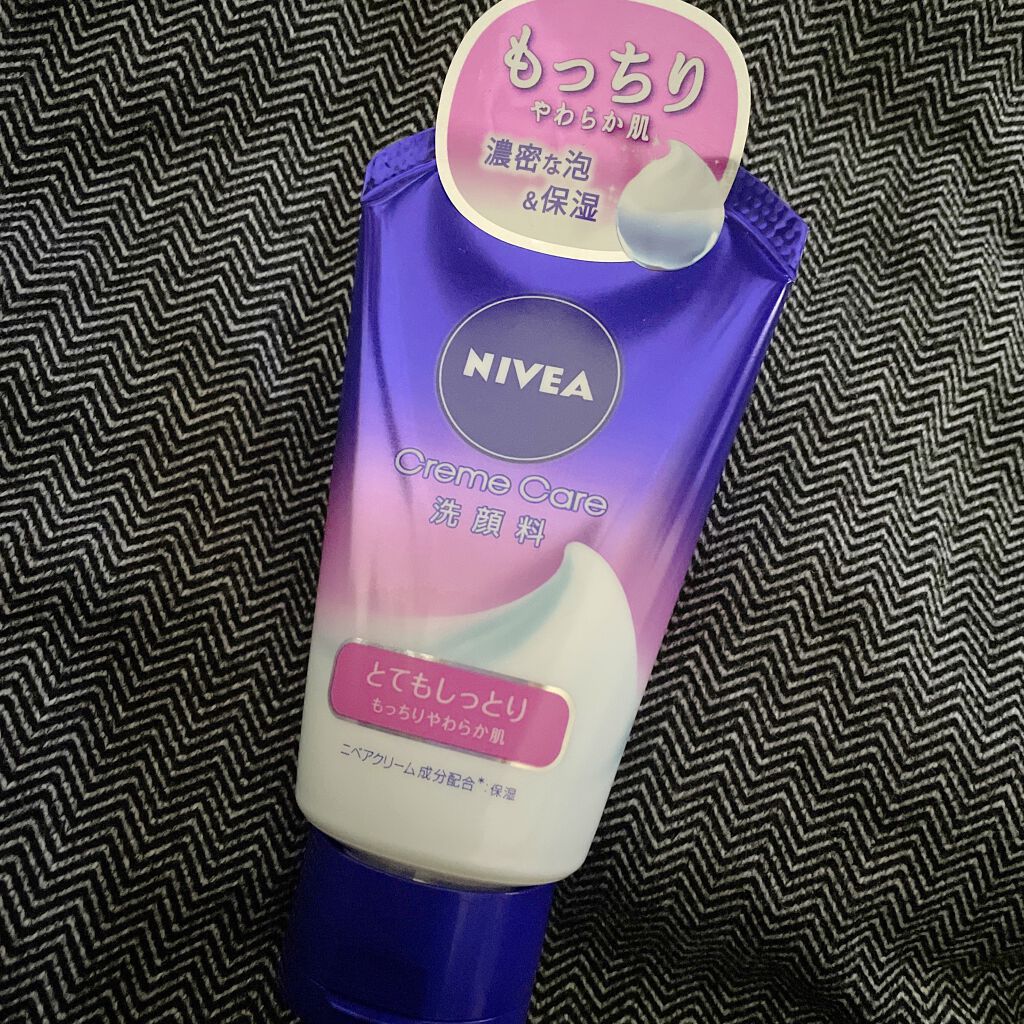 もっちり
やわらか肌
濃密な泡
&保湿
NIVEA
Creme Care
洗顔料
とてもしっとり
もっちりやわらか肌
ニベアクリーム成分配合*:保湿